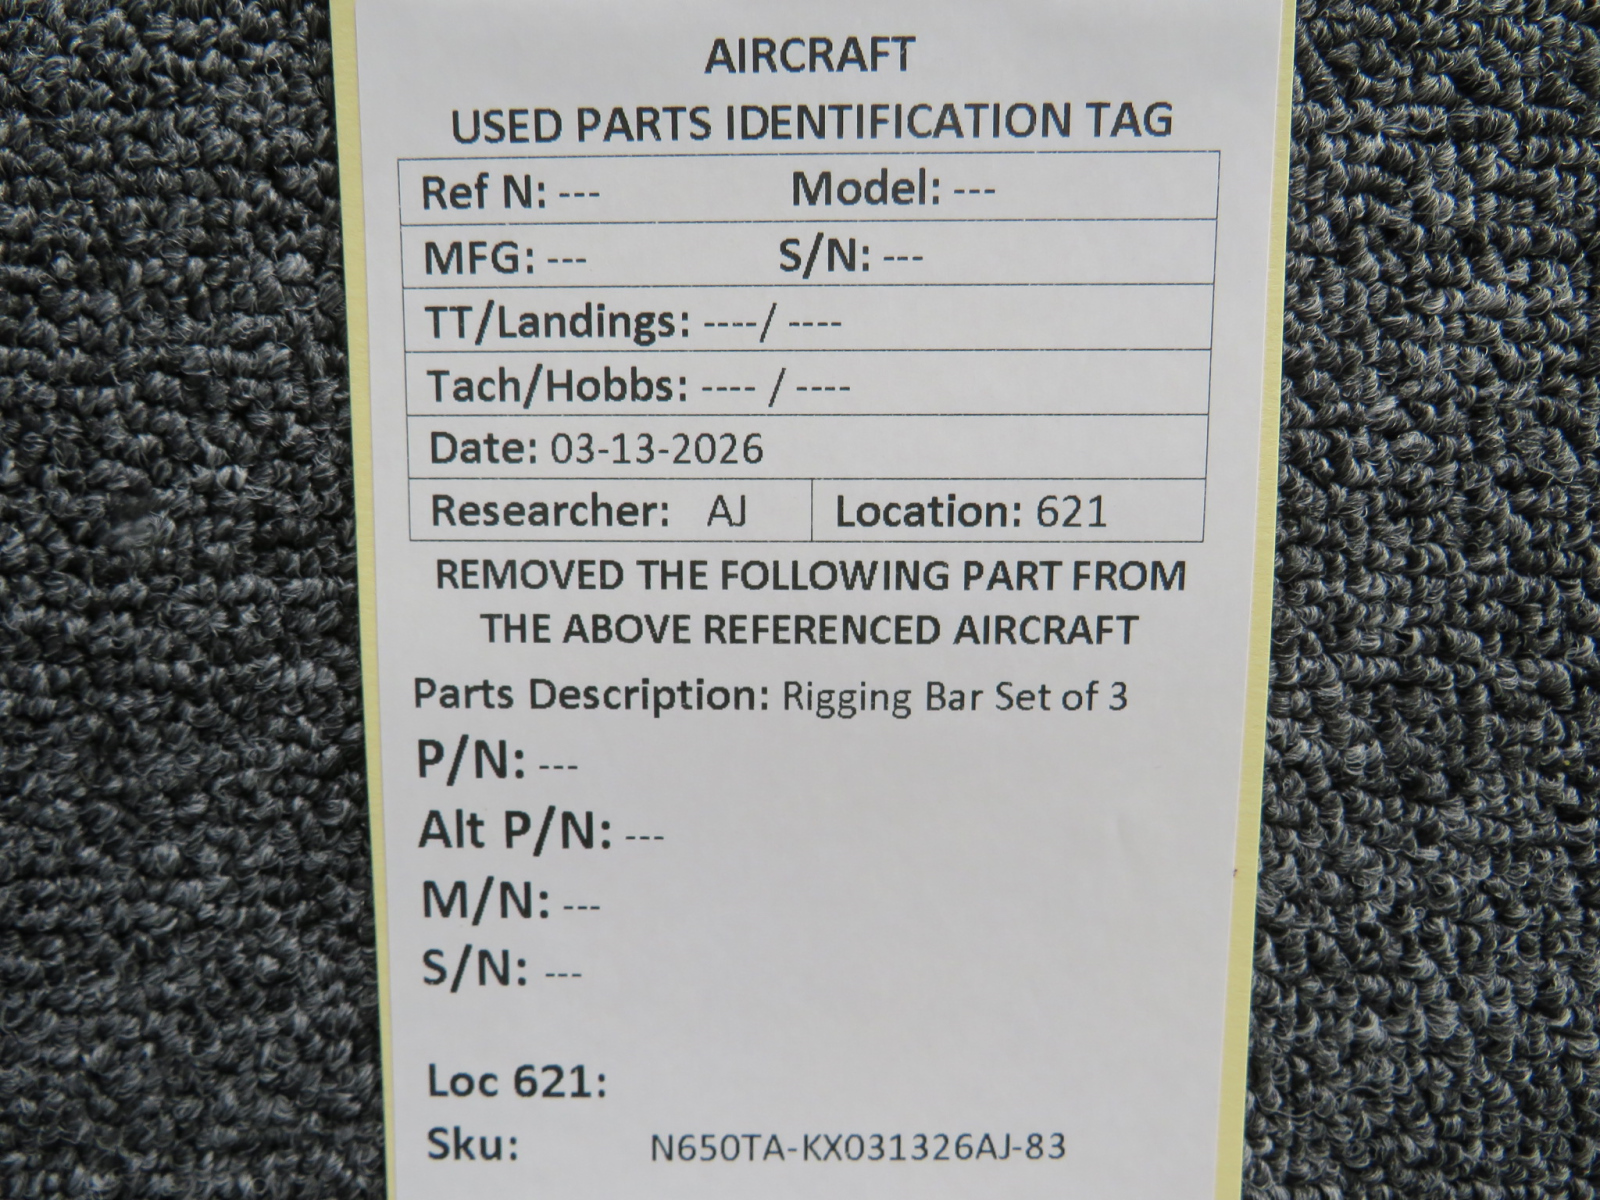 AIRCRAFT
USED PARTS IDENTIFICATION TAG
Ref N: --- Model: ---
MFG: --- S/N: ---
TT/Landings: ----/ ----
Tach/Hobbs: ---- / ----
Date: 03-13-2026
Researcher: AJ Location: 621
REMOVED THE FOLLOWING PART FROM
THE ABOVE REFERENCED AIRCRAFT
Parts Description: Rigging Bar Set of 3
P/N: ---
Alt P/N: ---
M/N: ---
S/N: ---
Loc 621:
Sku: N650TA-KX031326AJ-83